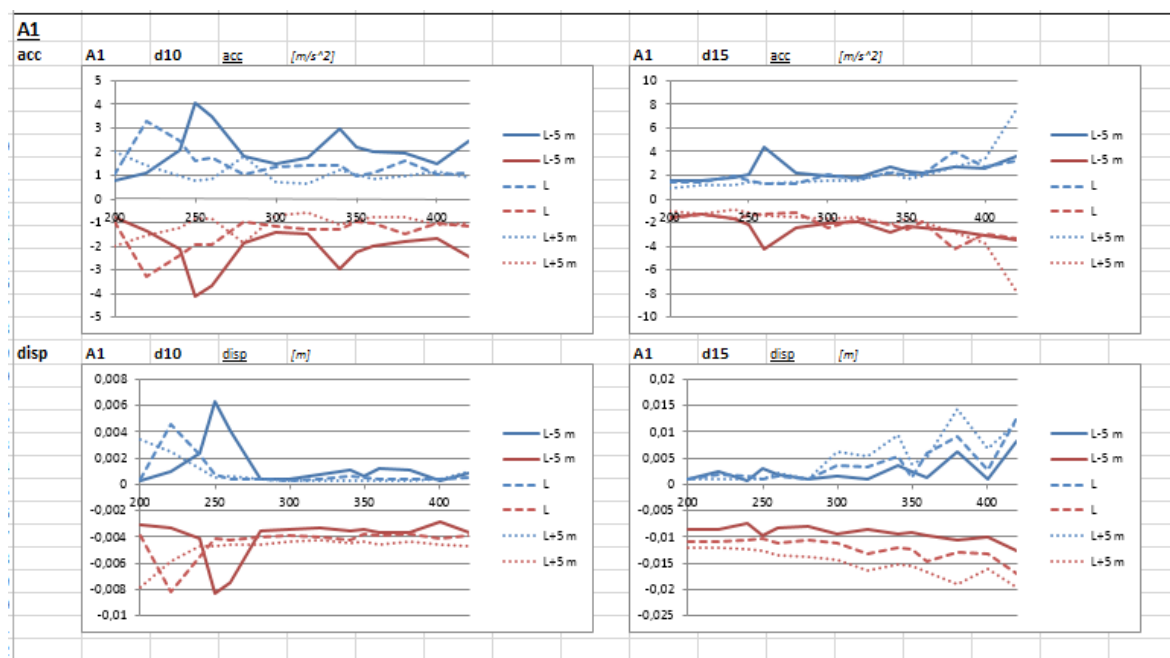 A1
acc A1 d10 acc [m/s^2] A1 d15 acc [m/s^2]
5
4
3
2
1
0
-1
-2
-3
-4
-5
200 250 300 350 400
L-5 m
L-5 m
L
L
L+5 m
L+5 m
10
8
6
4
2
0
-2
-4
-6
-8
-10
200 250 300 350 400
L-5 m
L-5 m
L
L
L+5 m
L+5 m
disp A1 d10 disp [m] A1 d15 disp [m]
0,008
0,006
0,004
0,002
0
-0,002
-0,004
-0,006
-0,008
-0,01
200 250 300 350 400
L-5 m
L-5 m
L
L
L+5 m
L+5 m
0,02
0,015
0,01
0,005
0
-0,005
-0,01
-0,015
-0,02
-0,025
200 250 300 350 400
L-5 m
L-5 m
L
L
L+5 m
L+5 m